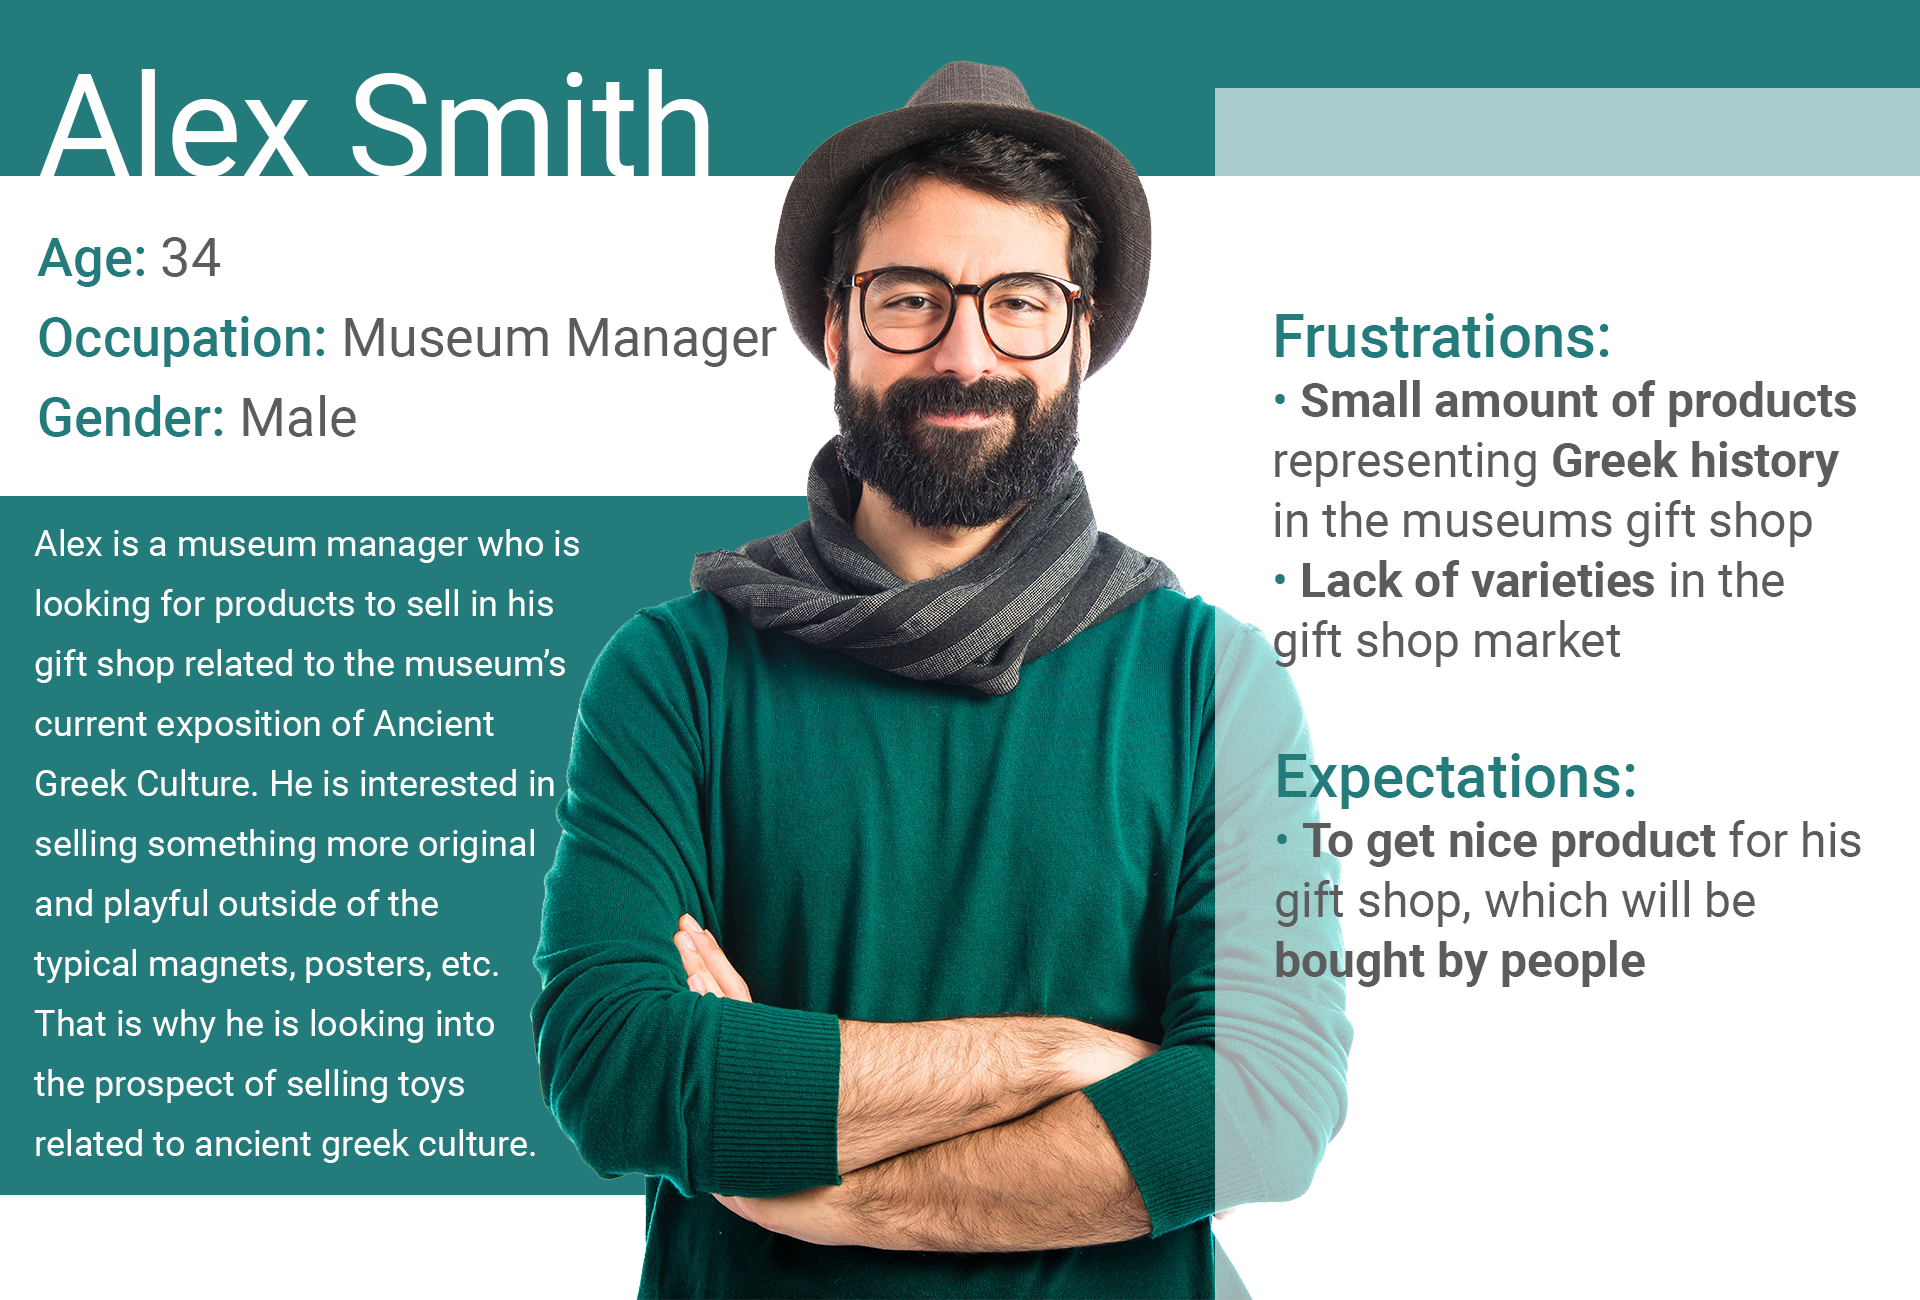 Alex Smith
Age: 34
Occupation: Museum Manager
Gender: Male
Alex is a museum manager who is
looking for products to sell in his
gift shop related to the museum’s
current exposition of Ancient
Greek Culture. He is interested in
selling something more original
and playful outside of the
typical magnets, posters, etc.
That is why he is looking into
the prospect of selling toys
related to ancient greek culture.
Frustrations:
• Small amount of products
representing Greek history
in the museums gift shop
• Lack of varieties in the
gift shop market
Expectations:
• To get nice product for his
gift shop, which will be
bought by people